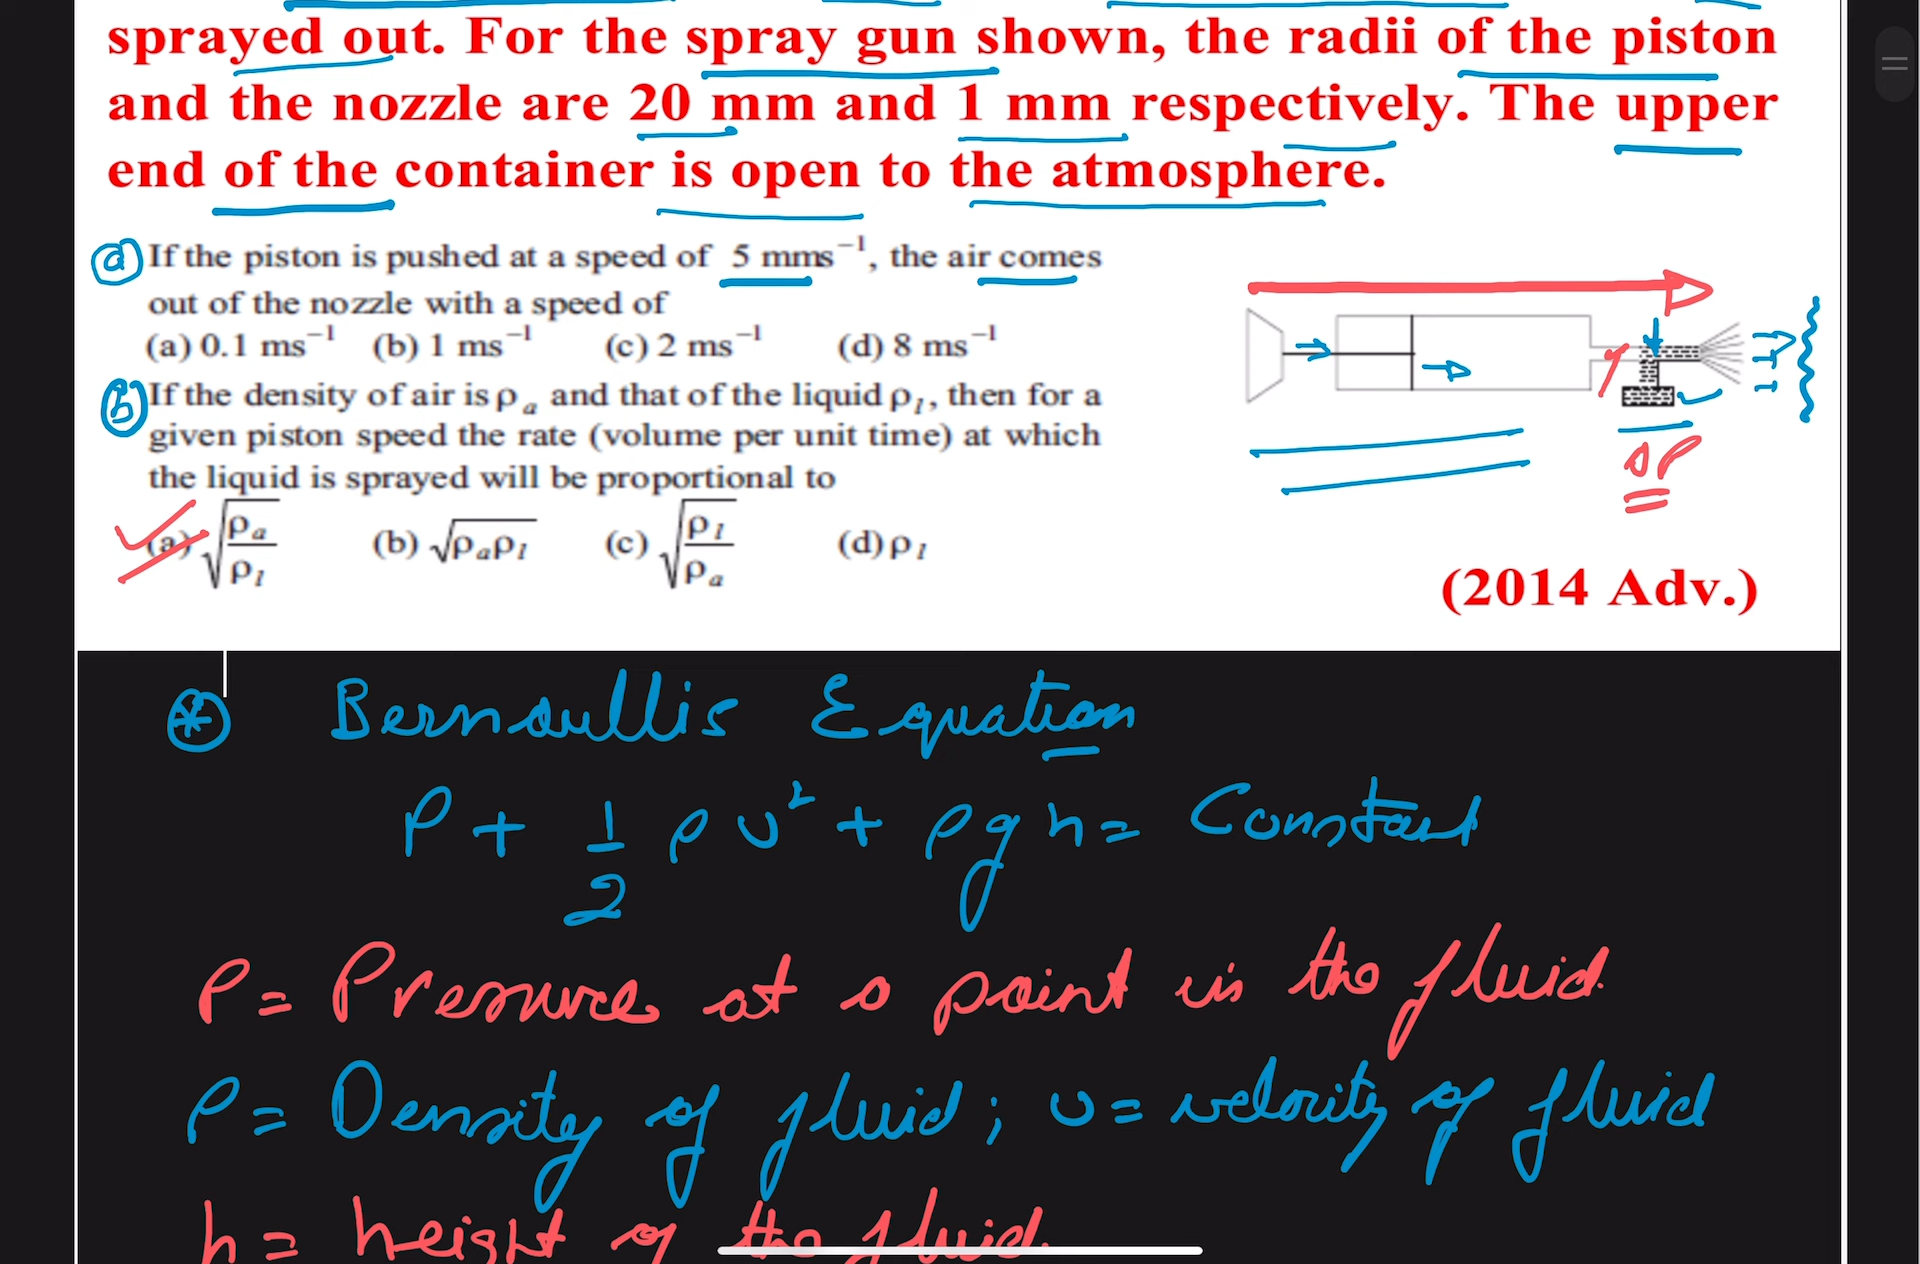 sprayed out. For the spray gun shown, the radii of the piston
and the nozzle are 20 mm and 1 mm respectively. The upper
end of the container is open to the atmosphere.
ⓐ If the piston is pushed at a speed of 5 mms⁻¹, the air comes
out of the nozzle with a speed of
(a) 0.1 ms⁻¹ (b) 1 ms⁻¹ (c) 2 ms⁻¹ (d) 8 ms⁻¹
ⓑ If the density of air is ρₐ and that of the liquid ρₗ, then for a
given piston speed the rate (volume per unit time) at which
the liquid is sprayed will be proportional to
(a) √(ρₐ/ρₗ) (b) √ρₐρₗ (c) √(ρₗ/ρₐ) (d) ρₗ
ΔP
(2014 Adv.)
⊛ Bernoullis Equation
P + 1/2 ρv² + ρgh = Constant
P = Pressure at a point in the fluid.
ρ = Density of fluid; v = velocity of fluid
h = height of the fluid.